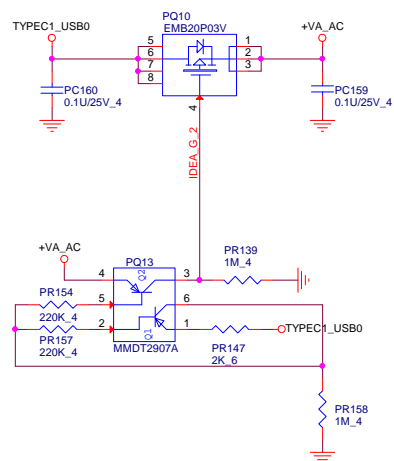 PQ10
TYPEC1_USB0
EMB20P03V
+VA_AC
5
6
7
8
1
2
3
PC160
0.1U/25V_4
PC159
0.1U/25V_4
4
IDEA_G_2
+VA_AC
PQ13
PR139
4
Q2
3
1M_4
PR154
5
6
220K_4
2
Q1
1
TYPEC1_USB0
PR157
220K_4
MMDT2907A
PR147
2K_6
PR158
1M_4